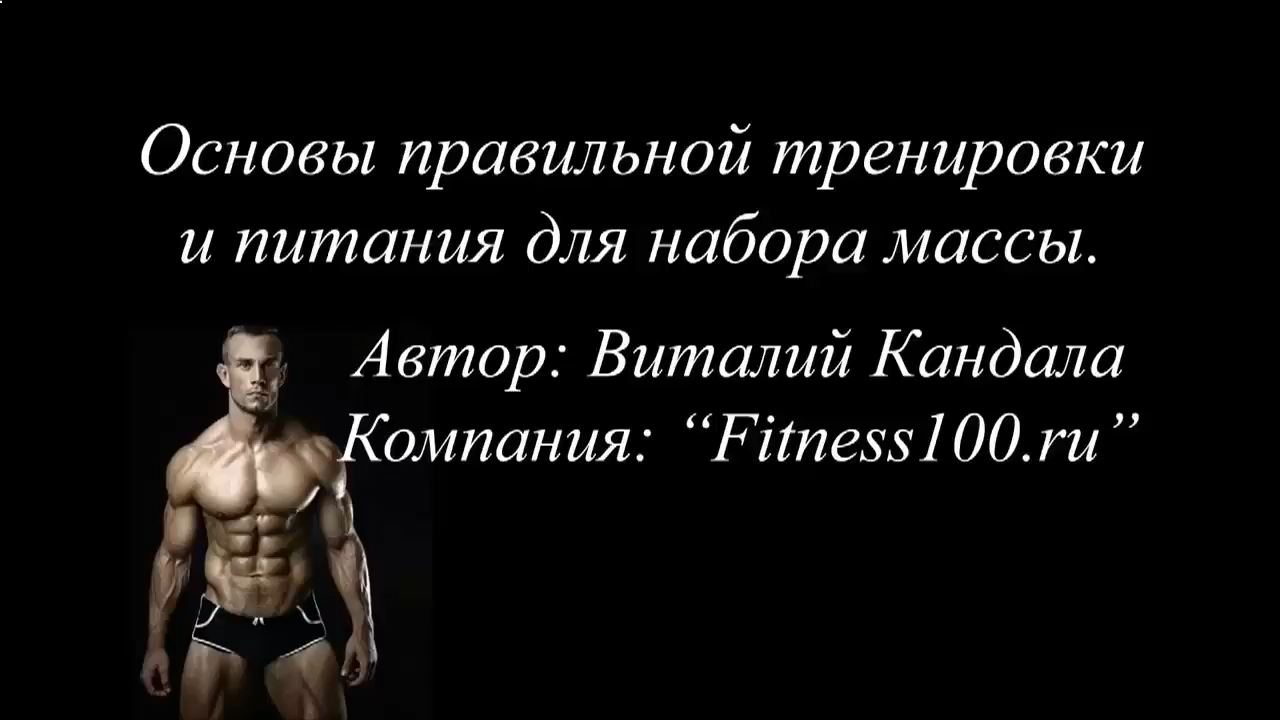 Основы правильной тренировки
и питания для набора массы.
Автор: Виталий Кандала
Компания: “Fitness100.ru”